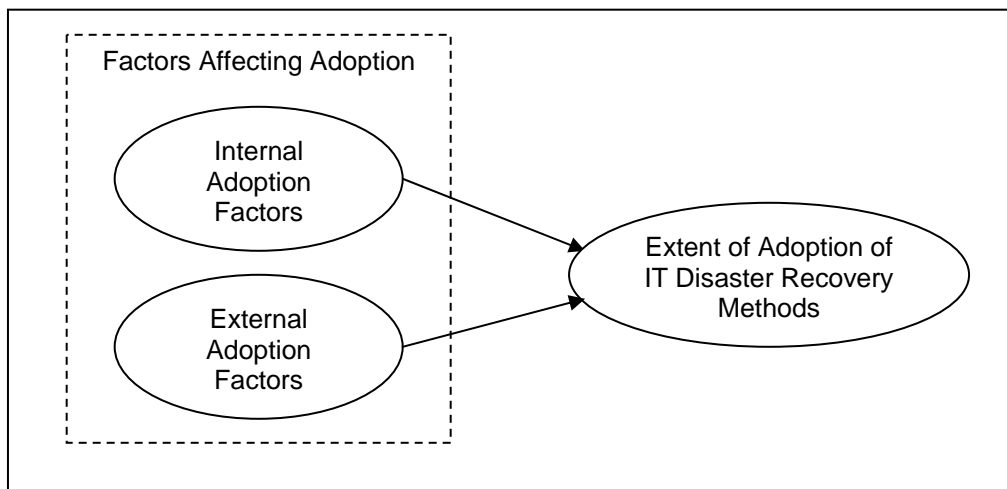 Factors Affecting Adoption
Internal
Adoption
Factors
External
Adoption
Factors
Extent of Adoption of
IT Disaster Recovery
Methods